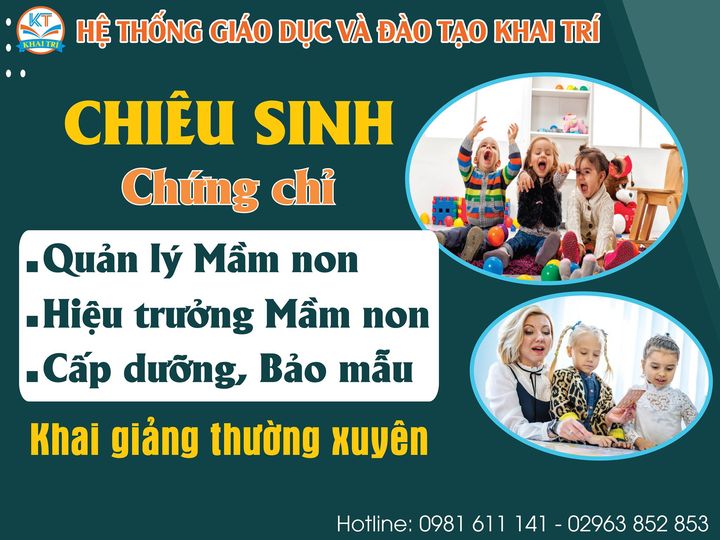 KT
KHAI TRÍ
HỆ THỐNG GIÁO DỤC VÀ ĐÀO TẠO KHAI TRÍ
CHIÊU SINH
Chứng chỉ
Quản lý Mầm non
Hiệu trưởng Mầm non
Cấp dưỡng, Bảo mẫu
Khai giảng thường xuyên
Hotline: 0981 611 141 - 02963 852 853